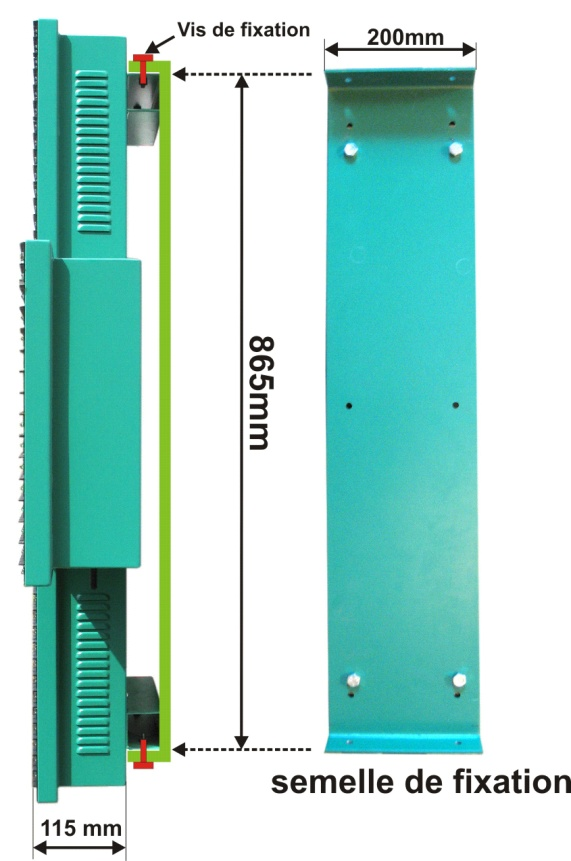 Vis de fixation
200mm
865mm
semelle de fixation
115 mm